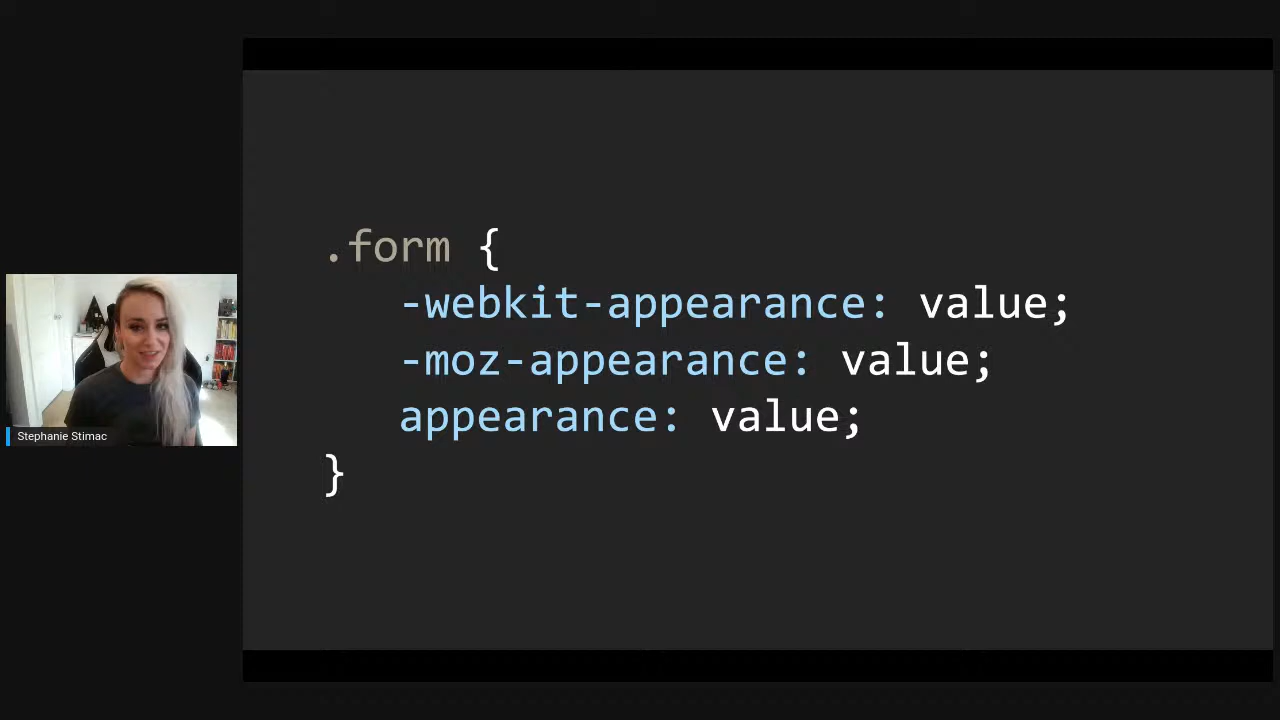 .form {
-webkit-appearance: value;
-moz-appearance: value;
appearance: value;
}
Stephanie Stimac